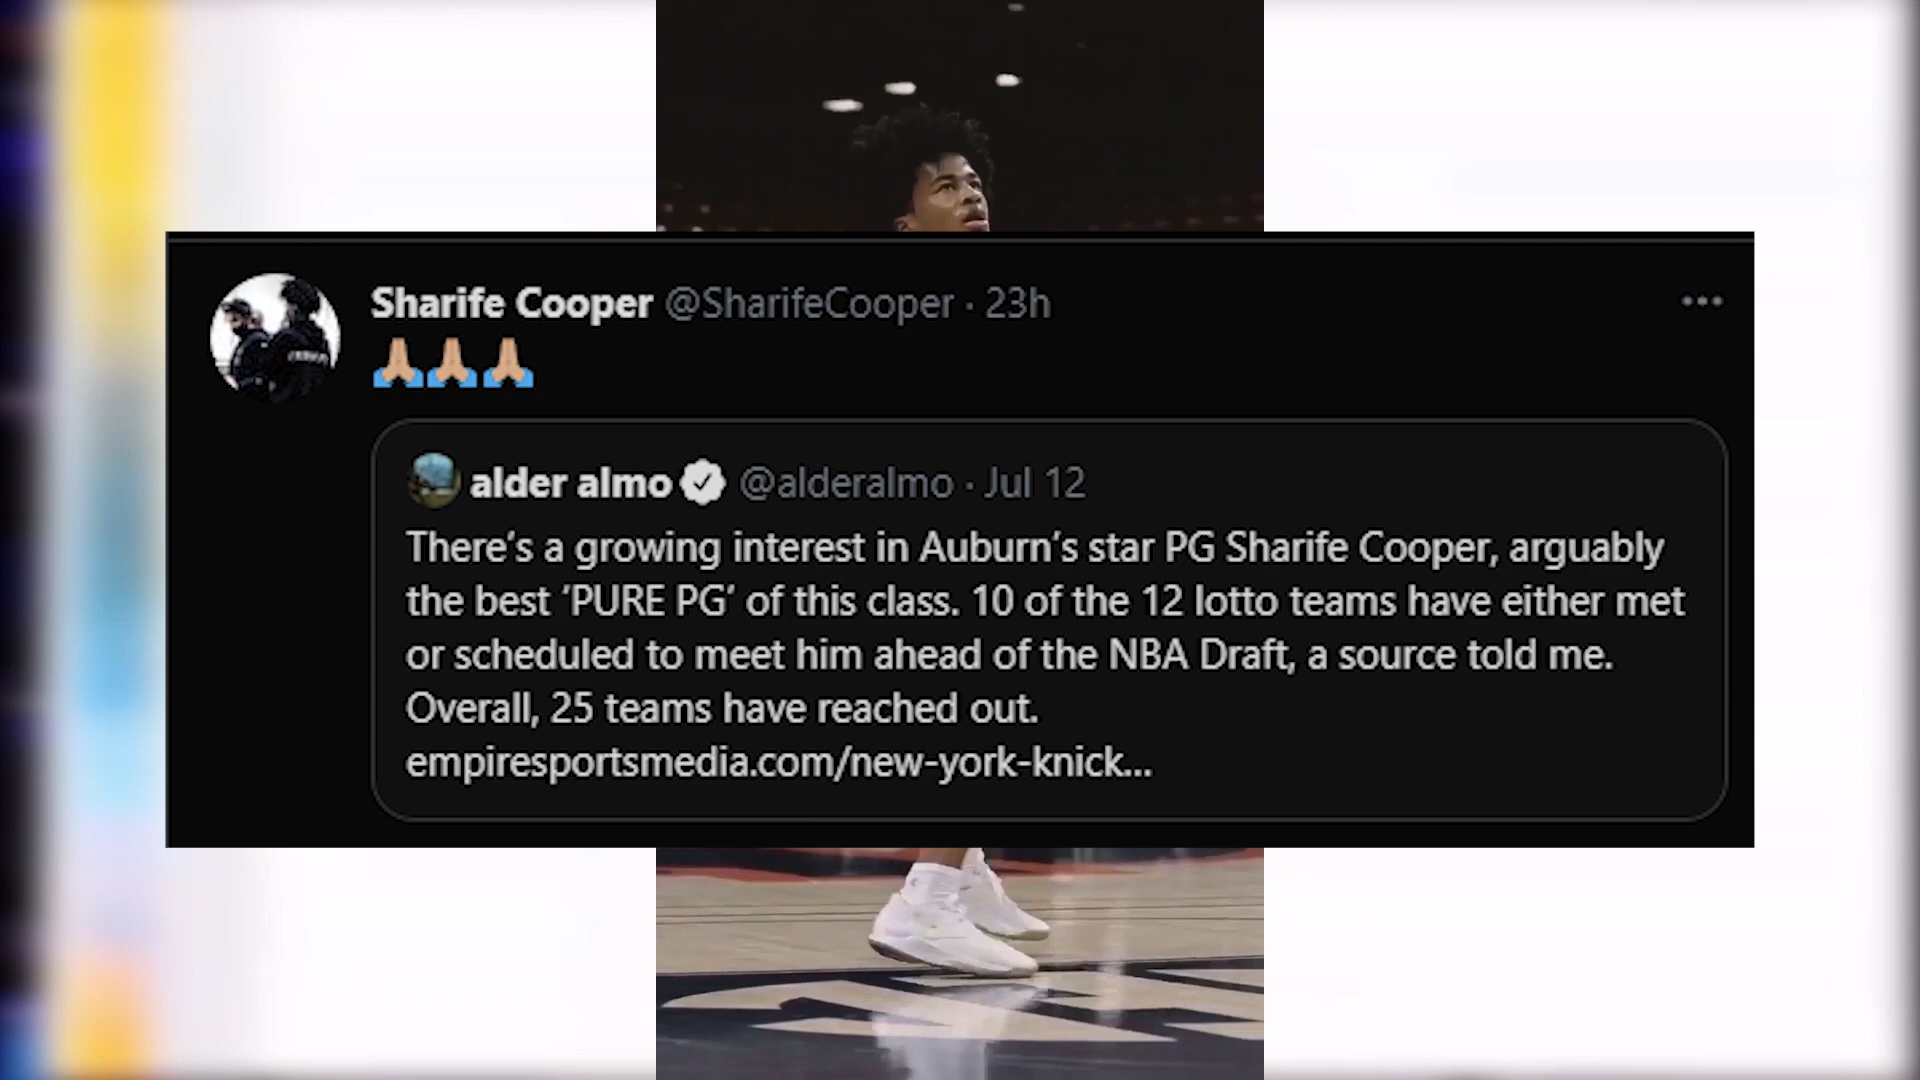 Sharife Cooper @SharifeCooper · 23h
🙏🏼🙏🏼🙏🏼
alder almo @alderalmo · Jul 12
There’s a growing interest in Auburn’s star PG Sharife Cooper, arguably
the best ‘PURE PG’ of this class. 10 of the 12 lotto teams have either met
or scheduled to meet him ahead of the NBA Draft, a source told me.
Overall, 25 teams have reached out.
empiresportsmedia.com/new-york-knick…